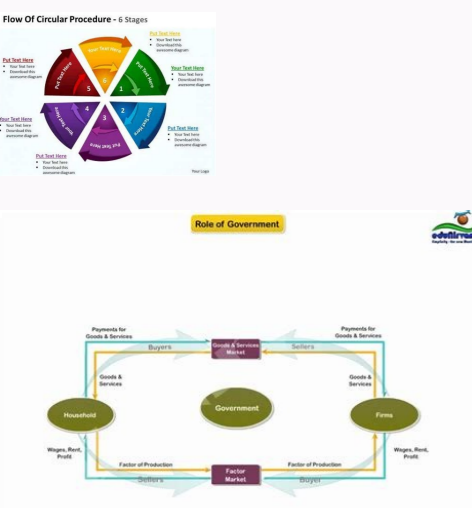 Flow Of Circular Procedure - 6 Stages
Your Text Here
Your Text here
Download this
awesome diagram
Put Text Here
Your Text here
Download this
awesome diagram
Your Text Here
Put Text Here
Put Text Here
Your Text Here
Your Text here
Download this
awesome diagram
6
5
1
4
2
3
Your Text Here
Your Text Here
Put Text Here
Your Text Here
Your Text here
Download this
awesome diagram
Put Text Here
Your Text here
Download this
awesome diagram
Put Text Here
Your Text here
Download this
awesome diagram
Your Logo
Role of Government
Payments for
Goods & Services
Payments for
Goods & Services
Buyers
Goods & Services
Market
Sellers
Goods &
Services
Goods &
Services
Household
Government
Firms
Wages, Rent,
Profit
Wages, Rent,
Profit
Factor of Production
Factor of Production
Sellers
Factor
Market
Buyer